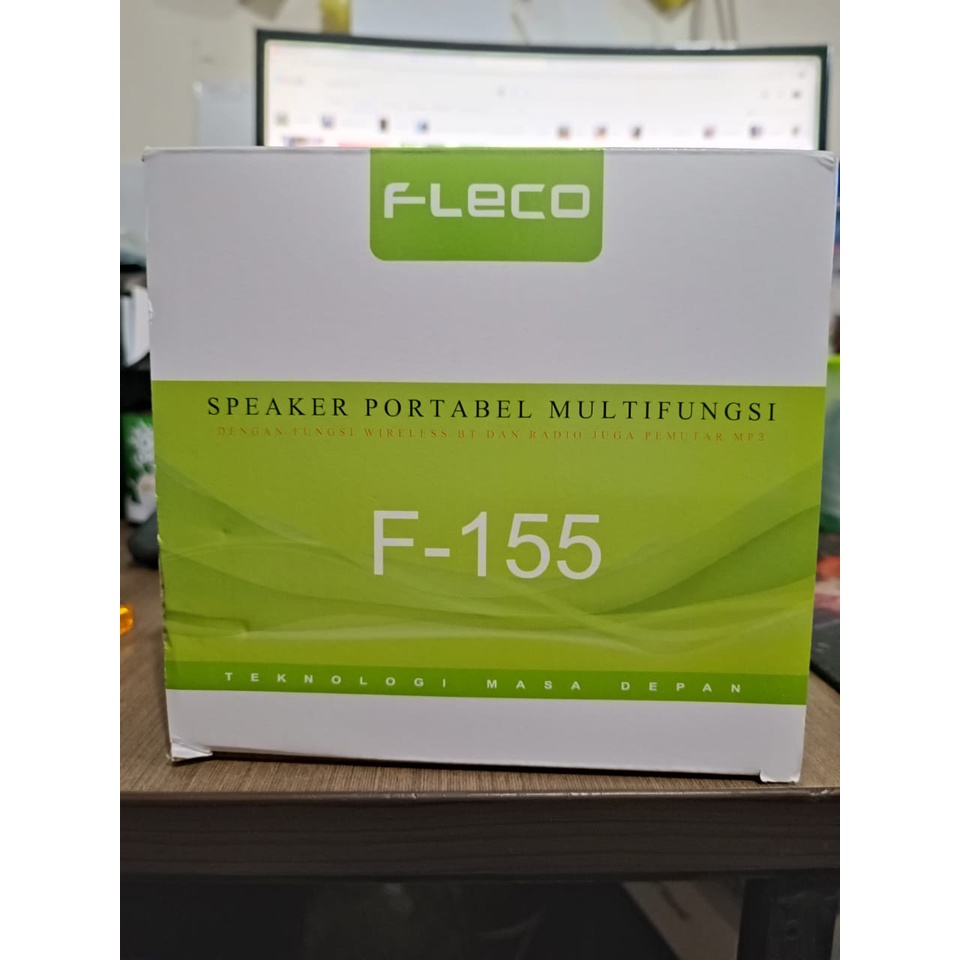 FLeCO
SPEAKER PORTABEL MULTIFUNGSI
DENGAN FUNGSI WIRELESS BT DAN RADIO JUGA PEMUTAR MP3
F-155
TEKNOLOGI MASA DEPAN